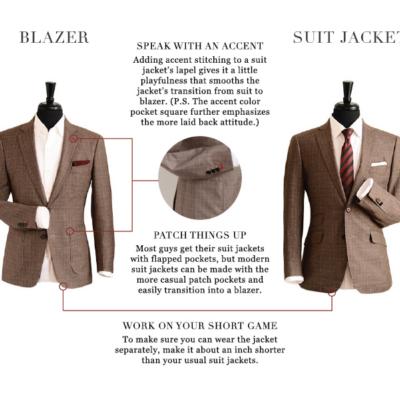 BLAZER
SPEAK WITH AN ACCENT
Adding accent stitching to a suit
jacket's lapel gives it a little
playfulness that smooths the
jacket's transition from suit to
blazer. (P.S. The accent color
pocket square further emphasizes
the more laid back attitude.)
SUIT JACKET
PATCH THINGS UP
Most guys get their suit jackets
with flapped pockets, but modern
suit jackets can be made with the
more casual patch pockets and
easily transition into a blazer.
WORK ON YOUR SHORT GAME
To make sure you can wear the jacket
separately, make it about an inch shorter
than your usual suit jackets.